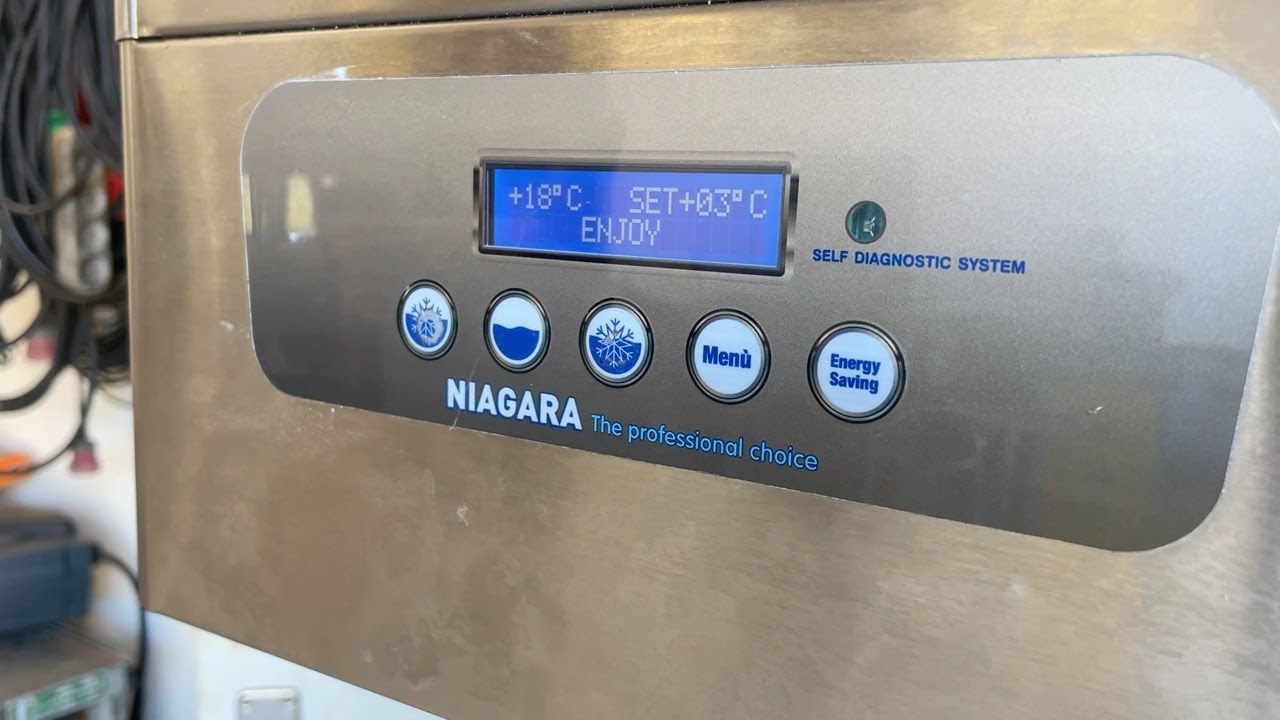 +18°C SET+03°C
ENJOY
SELF DIAGNOSTIC SYSTEM
Menù
Energy
Saving
NIAGARA The professional choice